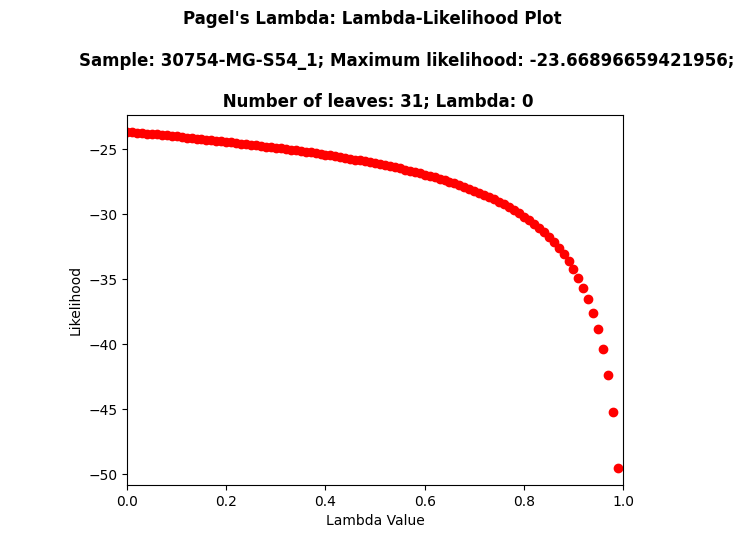 Pagel's Lambda: Lambda-Likelihood Plot
Sample: 30754-MG-S54_1; Maximum likelihood: -23.66896659421956;
Number of leaves: 31; Lambda: 0
−25
−30
−35
−40
−45
−50
Likelihood
0.0 0.2 0.4 0.6 0.8 1.0
Lambda Value